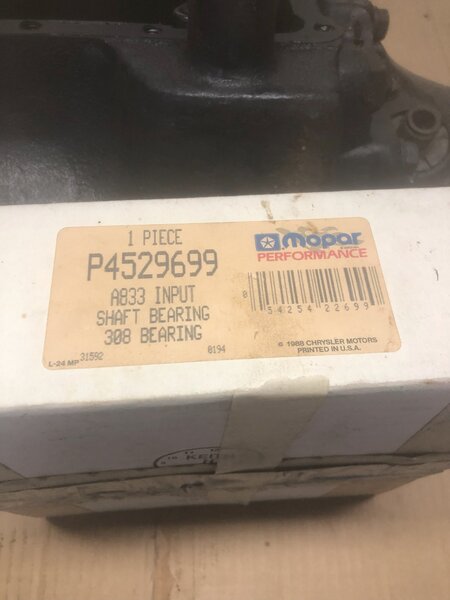 1 PIECE
P4529699
A833 INPUT
SHAFT BEARING
308 BEARING
L-24 MP 31592 0194
Mopar
PERFORMANCE
0 54254 22699
© 1988 CHRYSLER MOTORS
PRINTED IN U.S.A.